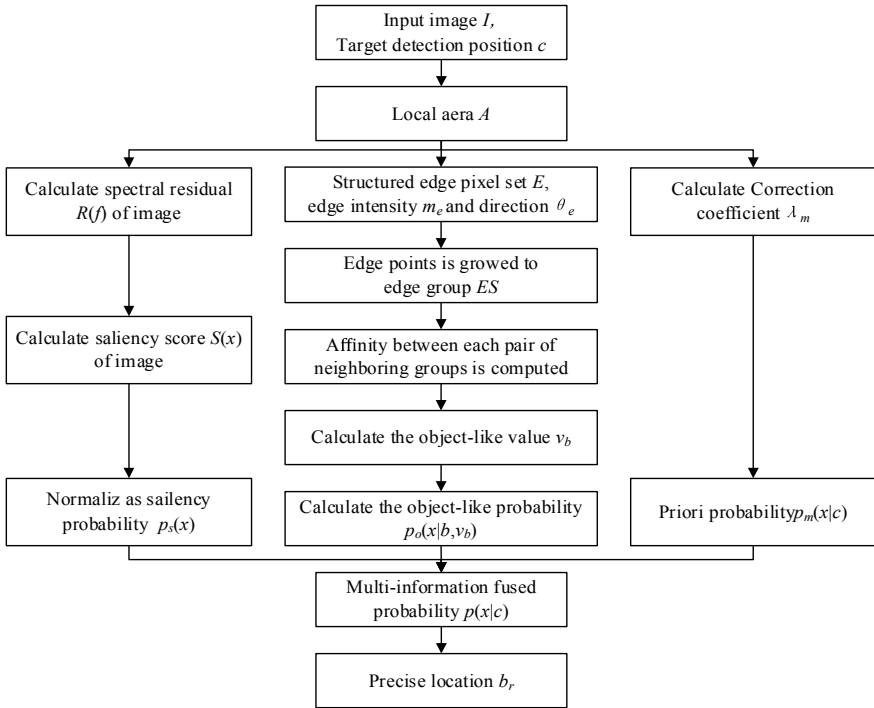 Input image I,
Target detection position c
Local aera A
Calculate spectral residual
R(f) of image
Structured edge pixel set E,
edge intensity mₑ and direction θₑ
Calculate Correction
coefficient λₘ
Edge points is growed to
edge group ES
Calculate saliency score S(x)
of image
Affinity between each pair of
neighboring groups is computed
Calculate the object-like value v_b
Normaliz as sailency
probability pₛ(x)
Calculate the object-like probability
pₒ(x|b,v_b)
Priori probabilitypₘ(x|c)
Multi-information fused
probability p(x|c)
Precise location bᵣ